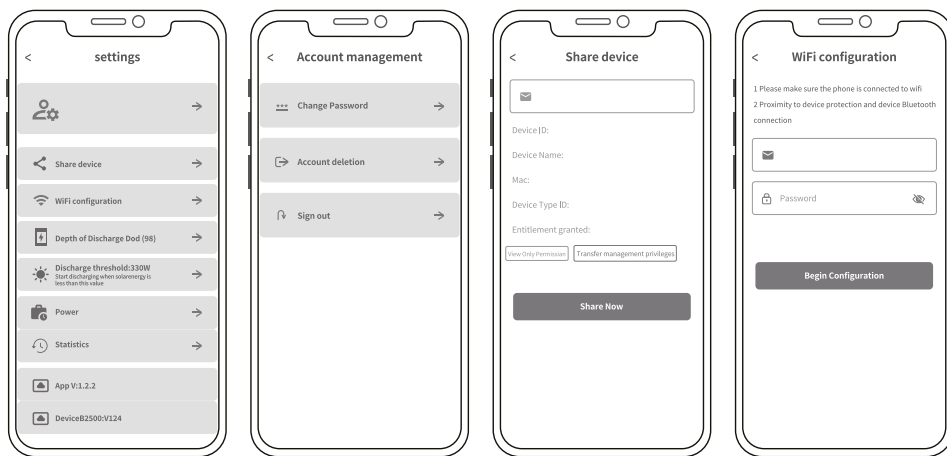 < settings
Share device
WiFi configuration
Depth of Discharge Dod (98)
Discharge threshold:330W
Start discharging when solarenergy is
less than this value
Power
Statistics
App V:1.2.2
DeviceB2500:V124
< Account management
Change Password
Account deletion
Sign out
< Share device
Device ID:
Device Name:
Mac:
Device Type ID:
Entitlement granted:
View Only Permission Transfer management privileges
Share Now
< WiFi configuration
1 Please make sure the phone is connected to wifi
2 Proximity to device protection and device Bluetooth
connection
Password
Begin Configuration